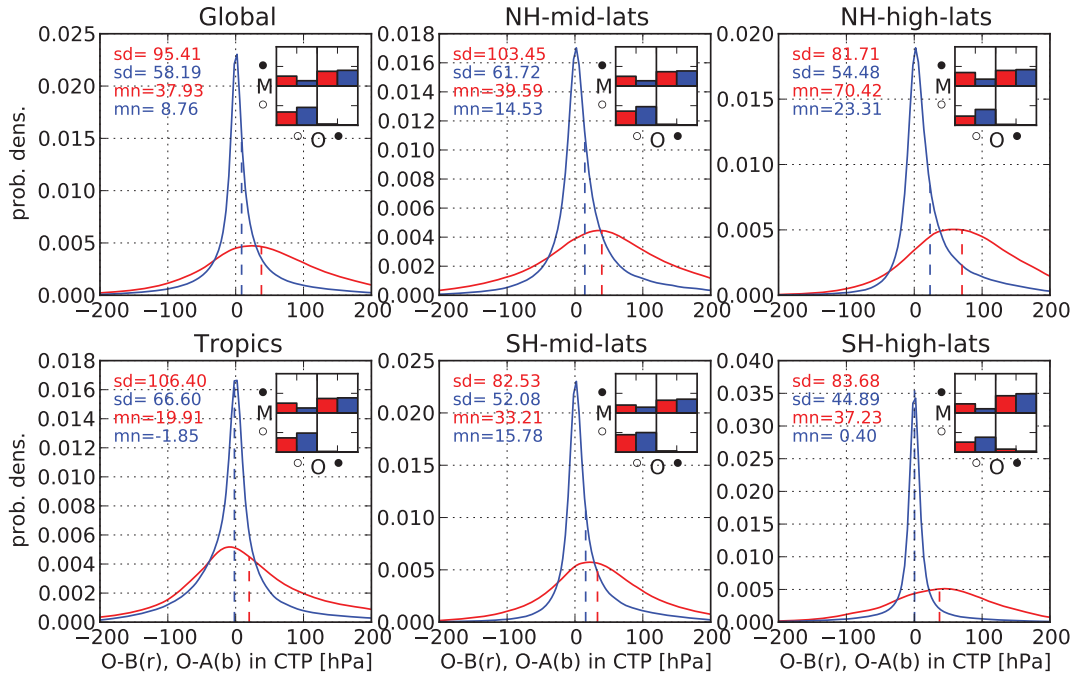 Global
NH-mid-lats
NH-high-lats
prob. dens.
0.025
0.020
0.015
0.010
0.005
0.000
sd= 95.41
sd= 58.19
mn=37.93
mn= 8.76
M
O
−200 −100 0 100 200
0.018
0.016
0.014
0.012
0.010
0.008
0.006
0.004
0.002
0.000
sd=103.45
sd= 61.72
mn=39.59
mn=14.53
M
O
−200 −100 0 100 200
0.020
0.015
0.010
0.005
0.000
sd= 81.71
sd= 54.48
mn=70.42
mn=23.31
M
O
−200 −100 0 100 200
Tropics
SH-mid-lats
SH-high-lats
prob. dens.
0.018
0.016
0.014
0.012
0.010
0.008
0.006
0.004
0.002
0.000
sd=106.40
sd= 66.60
mn=19.91
mn=-1.85
M
O
−200 −100 0 100 200
O-B(r), O-A(b) in CTP [hPa]
0.025
0.020
0.015
0.010
0.005
0.000
sd= 82.53
sd= 52.08
mn=33.21
mn=15.78
M
O
−200 −100 0 100 200
O-B(r), O-A(b) in CTP [hPa]
0.040
0.035
0.030
0.025
0.020
0.015
0.010
0.005
0.000
sd= 83.68
sd= 44.89
mn=37.23
mn= 0.40
M
O
−200 −100 0 100 200
O-B(r), O-A(b) in CTP [hPa]